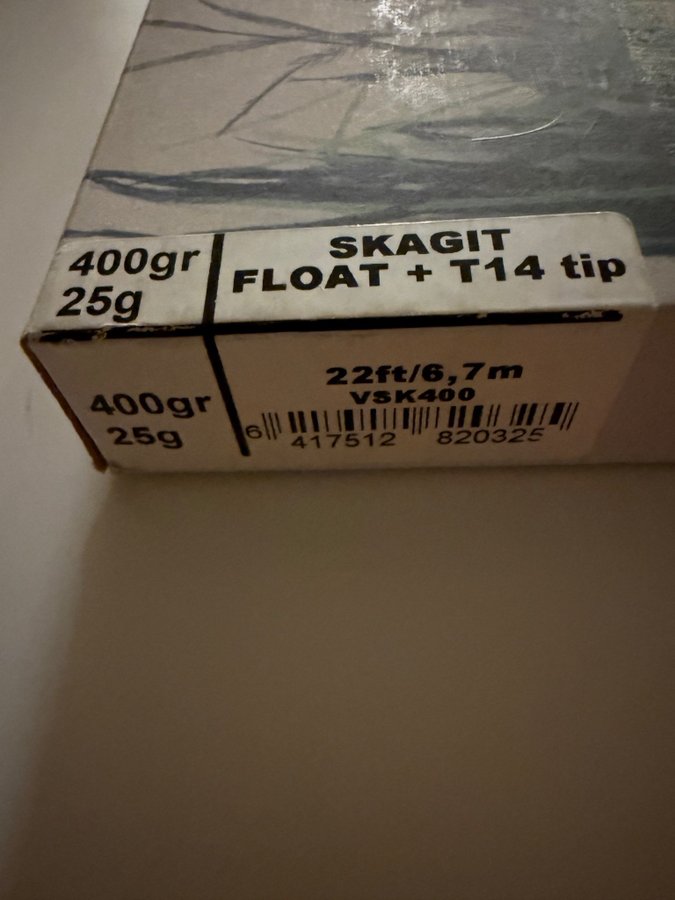 400gr
25g
SKAGIT
FLOAT + T14 tip
400gr
25g
22ft/6,7m
VSK400
6 417512 820325